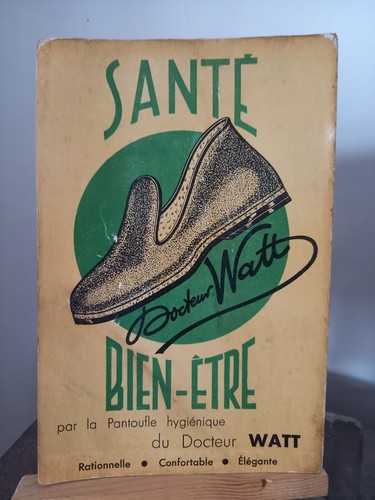 SANTÉ
Docteur Watt
BIEN-ÊTRE
par la Pantoufle hygiénique
du Docteur WATT
Rationnelle • Confortable • Élégante